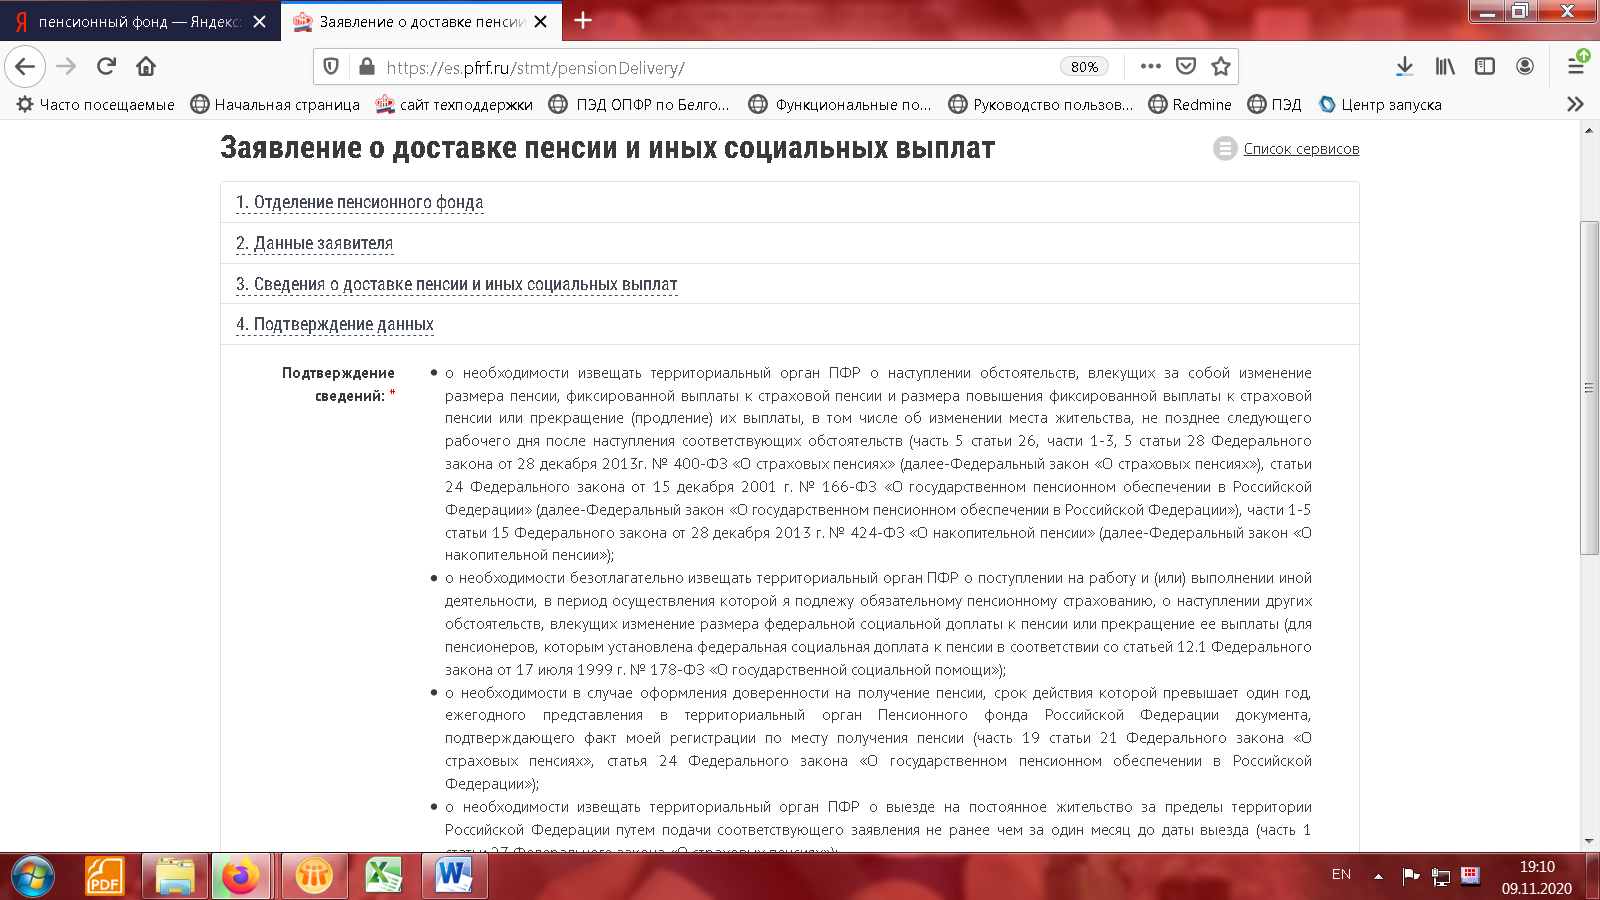 пенсионный фонд — Яндекс:
Заявление о доставке пенсии
https://es.pfrf.ru/stmt/pensionDelivery/
80%
Часто посещаемые
Начальная страница
сайт техподдержки
ПЭД ОПФР по Белго...
Функциональные по...
Руководство пользов...
Redmine
ПЭД
Центр запуска
Заявление о доставке пенсии и иных социальных выплат
Список сервисов
1. Отделение пенсионного фонда
2. Данные заявителя
3. Сведения о доставке пенсии и иных социальных выплат
4. Подтверждение данных
Подтверждение
сведений: *
• о необходимости извещать территориальный орган ПФР о наступлении обстоятельств, влекущих за собой изменение
размера пенсии, фиксированной выплаты к страховой пенсии и размера повышения фиксированной выплаты к страховой
пенсии или прекращение (продление) их выплаты, в том числе об изменении места жительства, не позднее следующего
рабочего дня после наступления соответствующих обстоятельств (часть 5 статьи 26, части 1-3, 5 статьи 28 Федерального
закона от 28 декабря 2013г. № 400-ФЗ «О страховых пенсиях» (далее-Федеральный закон «О страховых пенсиях»), статьи
24 Федерального закона от 15 декабря 2001 г. № 166-ФЗ «О государственном пенсионном обеспечении в Российской
Федерации» (далее-Федеральный закон «О государственном пенсионном обеспечении в Российской Федерации»), части 1-5
статьи 15 Федерального закона от 28 декабря 2013 г. № 424-ФЗ «О накопительной пенсии» (далее-Федеральный закон «О
накопительной пенсии»);
• о необходимости безотлагательно извещать территориальный орган ПФР о поступлении на работу и (или) выполнении иной
деятельности, в период осуществления которой я подлежу обязательному пенсионному страхованию, о наступлении других
обстоятельств, влекущих изменение размера федеральной социальной доплаты к пенсии или прекращение ее выплаты (для
пенсионеров, которым установлена федеральная социальная доплата к пенсии в соответствии со статьей 12.1 Федерального
закона от 17 июля 1999 г. № 178-ФЗ «О государственной социальной помощи»);
• о необходимости в случае оформления доверенности на получение пенсии, срок действия которой превышает один год,
ежегодного представления в территориальный орган Пенсионного фонда Российской Федерации документа,
подтверждающего факт моей регистрации по месту получения пенсии (часть 19 статьи 21 Федерального закона «О
страховых пенсиях», статья 24 Федерального закона «О государственном пенсионном обеспечении в Российской
Федерации»);
• о необходимости извещать территориальный орган ПФР о выезде на постоянное жительство за пределы территории
Российской Федерации путем подачи соответствующего заявления не ранее чем за один месяц до даты выезда (часть 1
статьи 27 Федерального закона «О страховых пенсиях»);
PDF
EN
19:10
09.11.2020